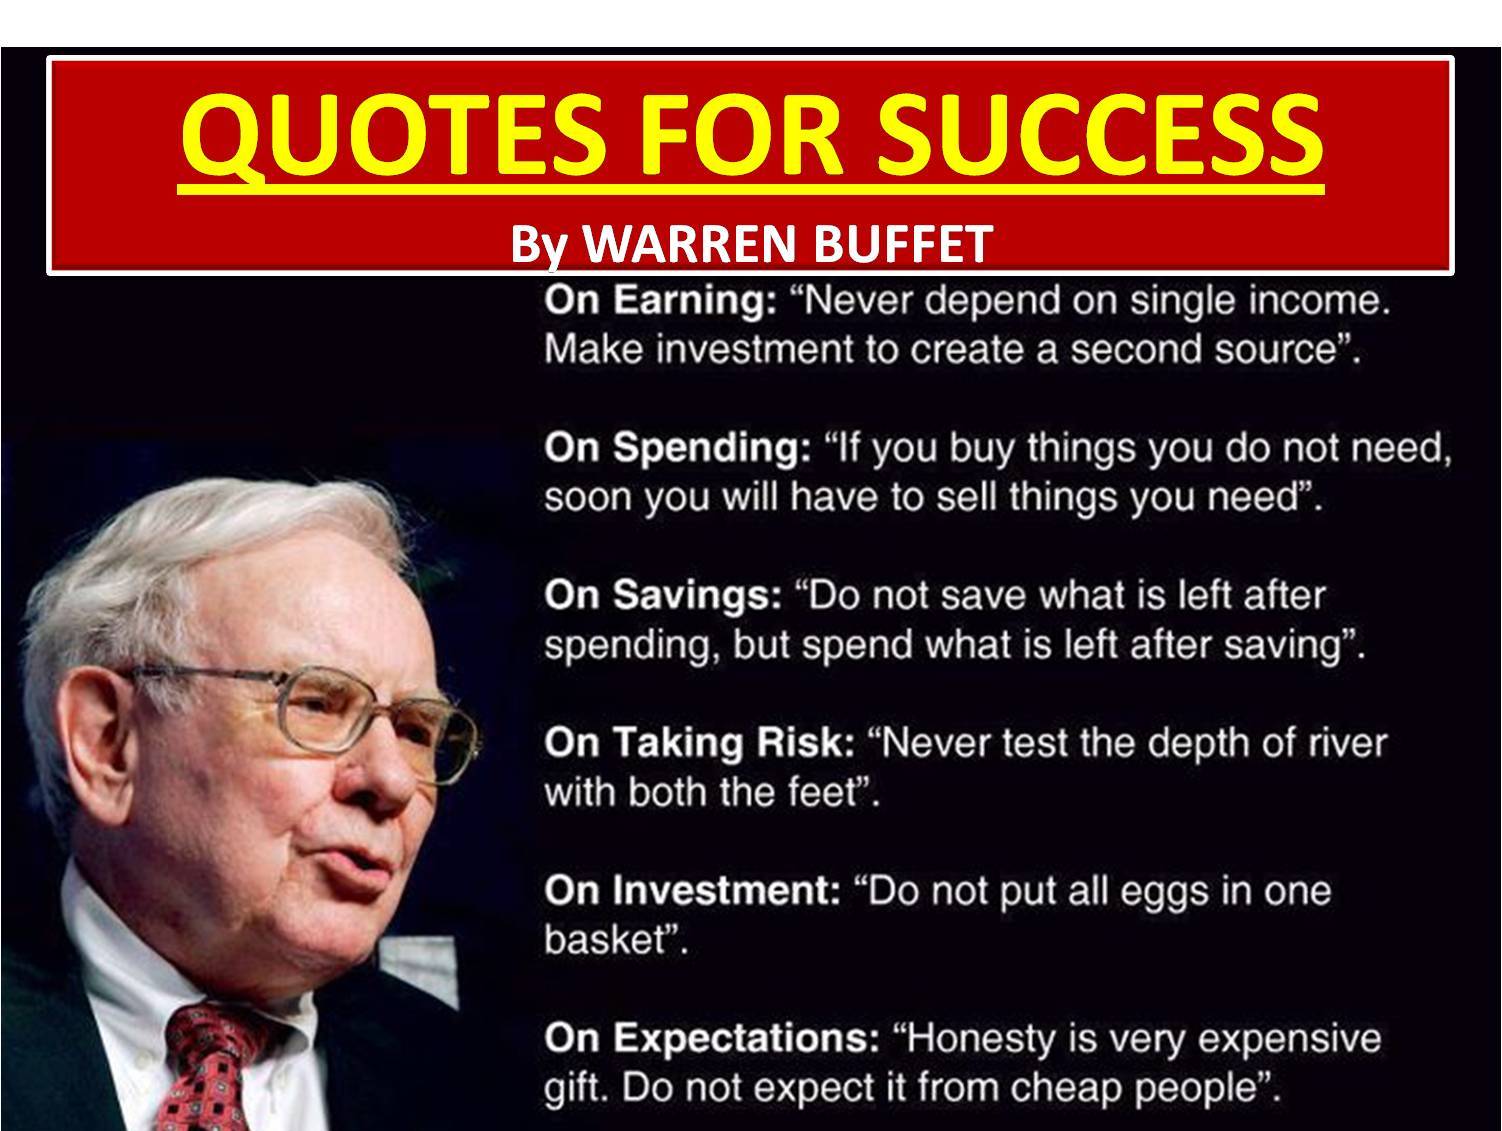 QUOTES FOR SUCCESS
By WARREN BUFFET
On Earning: “Never depend on single income.
Make investment to create a second source”.
On Spending: “If you buy things you do not need,
soon you will have to sell things you need”.
On Savings: “Do not save what is left after
spending, but spend what is left after saving”.
On Taking Risk: “Never test the depth of river
with both the feet”.
On Investment: “Do not put all eggs in one
basket”.
On Expectations: “Honesty is very expensive
gift. Do not expect it from cheap people”.